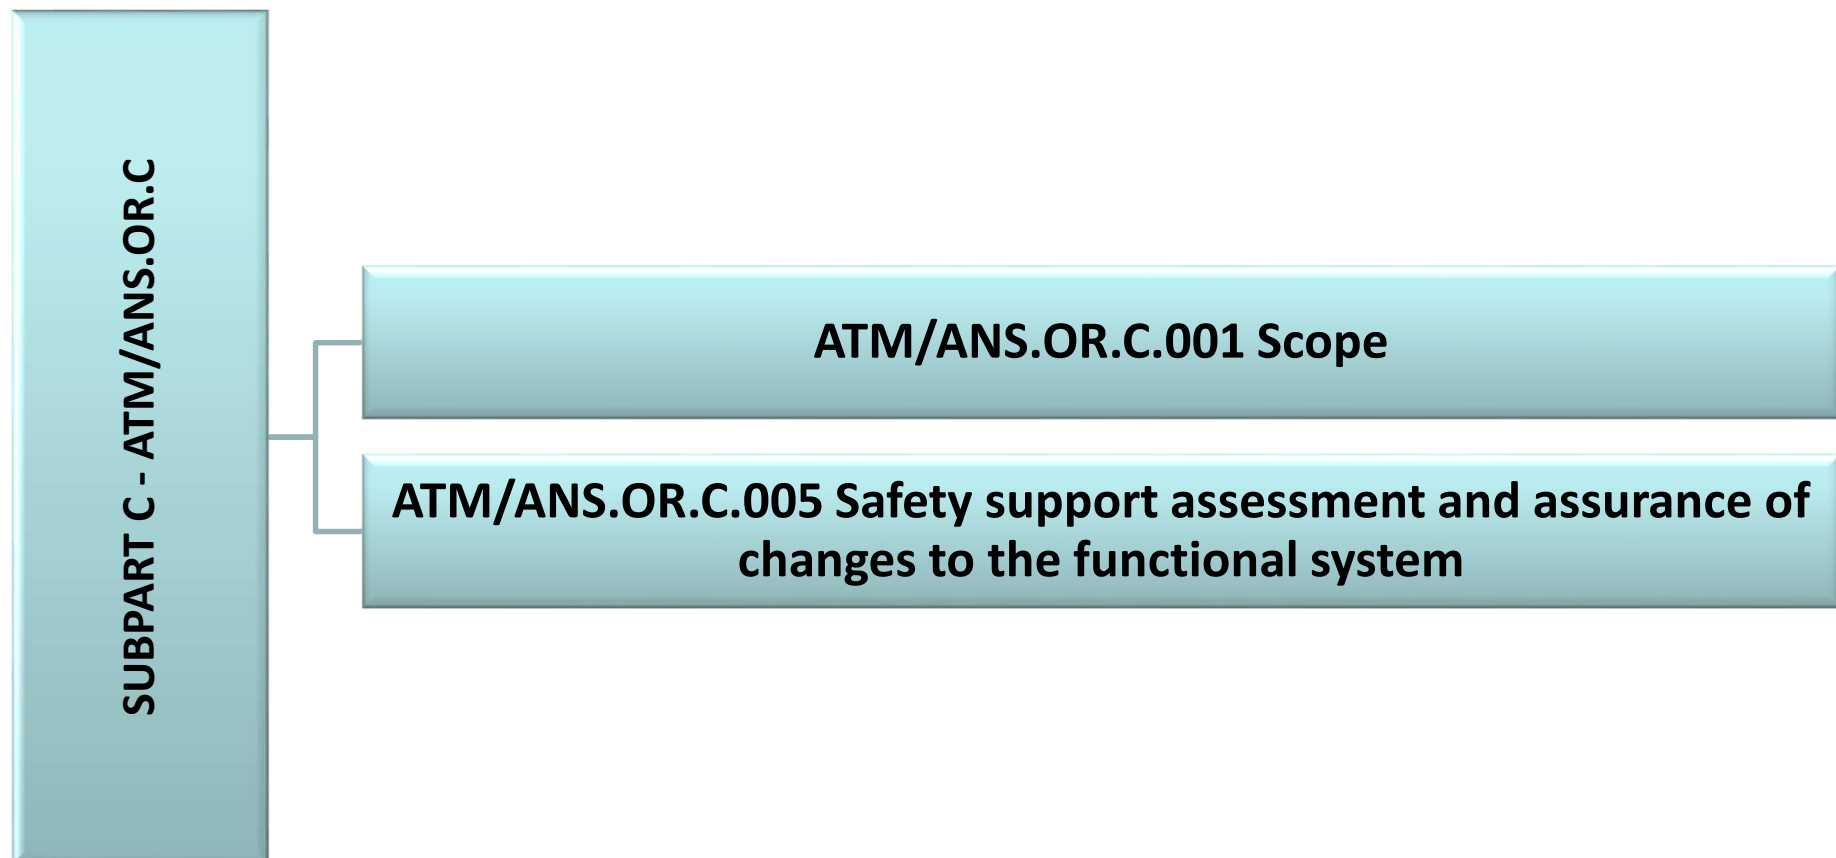 SUBPART C - ATM/ANS.OR.C
ATM/ANS.OR.C.001 Scope
ATM/ANS.OR.C.005 Safety support assessment and assurance of
changes to the functional system